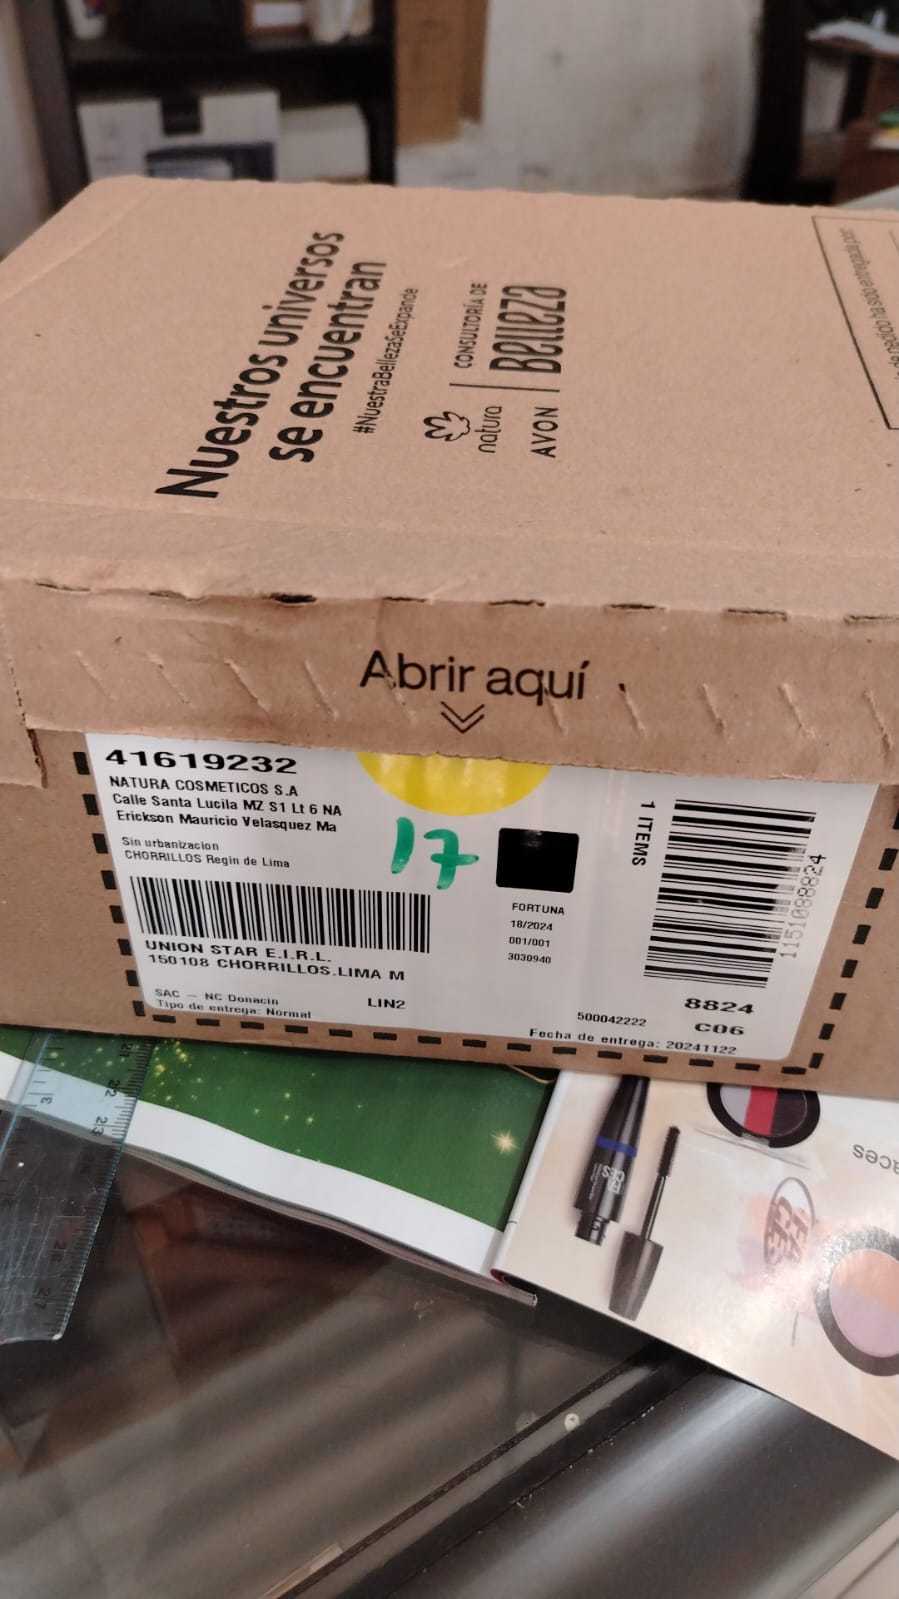 Nuestros universos
se encuentran
#NuestraBellezaSeExpande
natura
AVON
CONSULTORÍA DE
Belleza
Abrir aquí
41619232
NATURA COSMETICOS S.A
Calle Santa Lucila MZ S1 Lt 6 NA
Erickson Mauricio Velasquez Ma
Sin urbanizacion
CHORRILLOS Regin de Lima
UNION STAR E.I.R.L.
150108 CHORRILLOS.LIMA M
SAC – NC Donacin
Tipo de entrega: Normal
LIN2
17
FORTUNA
18/2024
001/001
3030940
1 ITEMS
1151088824
8824
500042222
C06
Fecha de entrega: 20241122